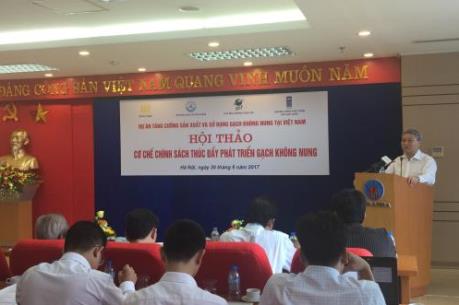 ĐẢNG CỘNG SẢN VIỆT NAM QUANG VINH MUÔN NĂM
DỰ ÁN TĂNG CƯỜNG SẢN XUẤT VÀ SỬ DỤNG GẠCH KHÔNG NUNG TẠI VIỆT NAM
HỘI THẢO
CƠ CHẾ CHÍNH SÁCH THÚC ĐẨY PHÁT TRIỂN GẠCH KHÔNG NUNG
Hà Nội, ngày 30 tháng 6 năm 2017